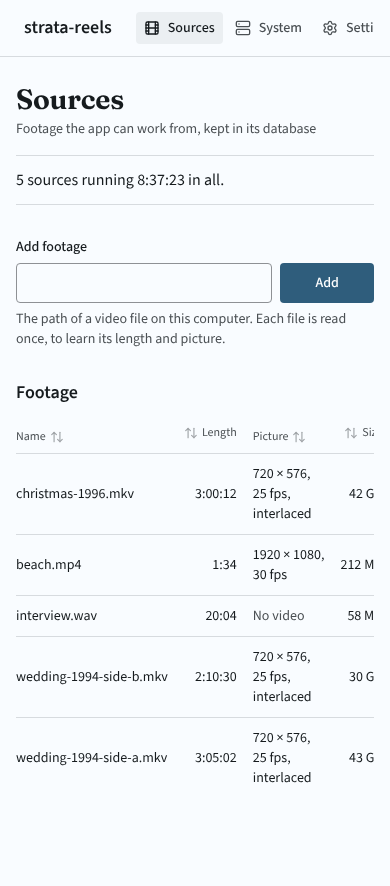 strata-reels Sources System Setti
Sources
Footage the app can work from, kept in its database
5 sources running 8:37:23 in all.
Add footage
Add
The path of a video file on this computer. Each file is read
once, to learn its length and picture.
Footage
Name Length Picture Siz
christmas-1996.mkv 3:00:12 720 × 576, 25 fps, interlaced 42 G
beach.mp4 1:34 1920 × 1080, 30 fps 212 M
interview.wav 20:04 No video 58 M
wedding-1994-side-b.mkv 2:10:30 720 × 576, 25 fps, interlaced 30 G
wedding-1994-side-a.mkv 3:05:02 720 × 576, 25 fps, interlaced 43 G